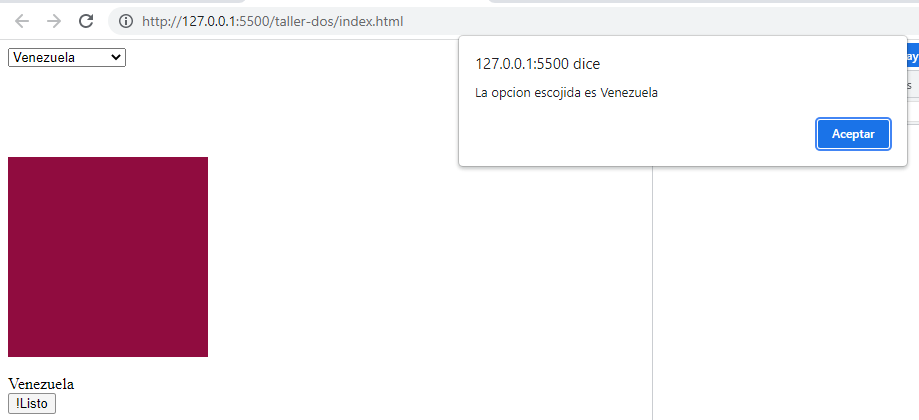 http://127.0.0.1:5500/taller-dos/index.html
Venezuela
127.0.0.1:5500 dice
La opcion escojida es Venezuela
Aceptar
Venezuela
!Listo